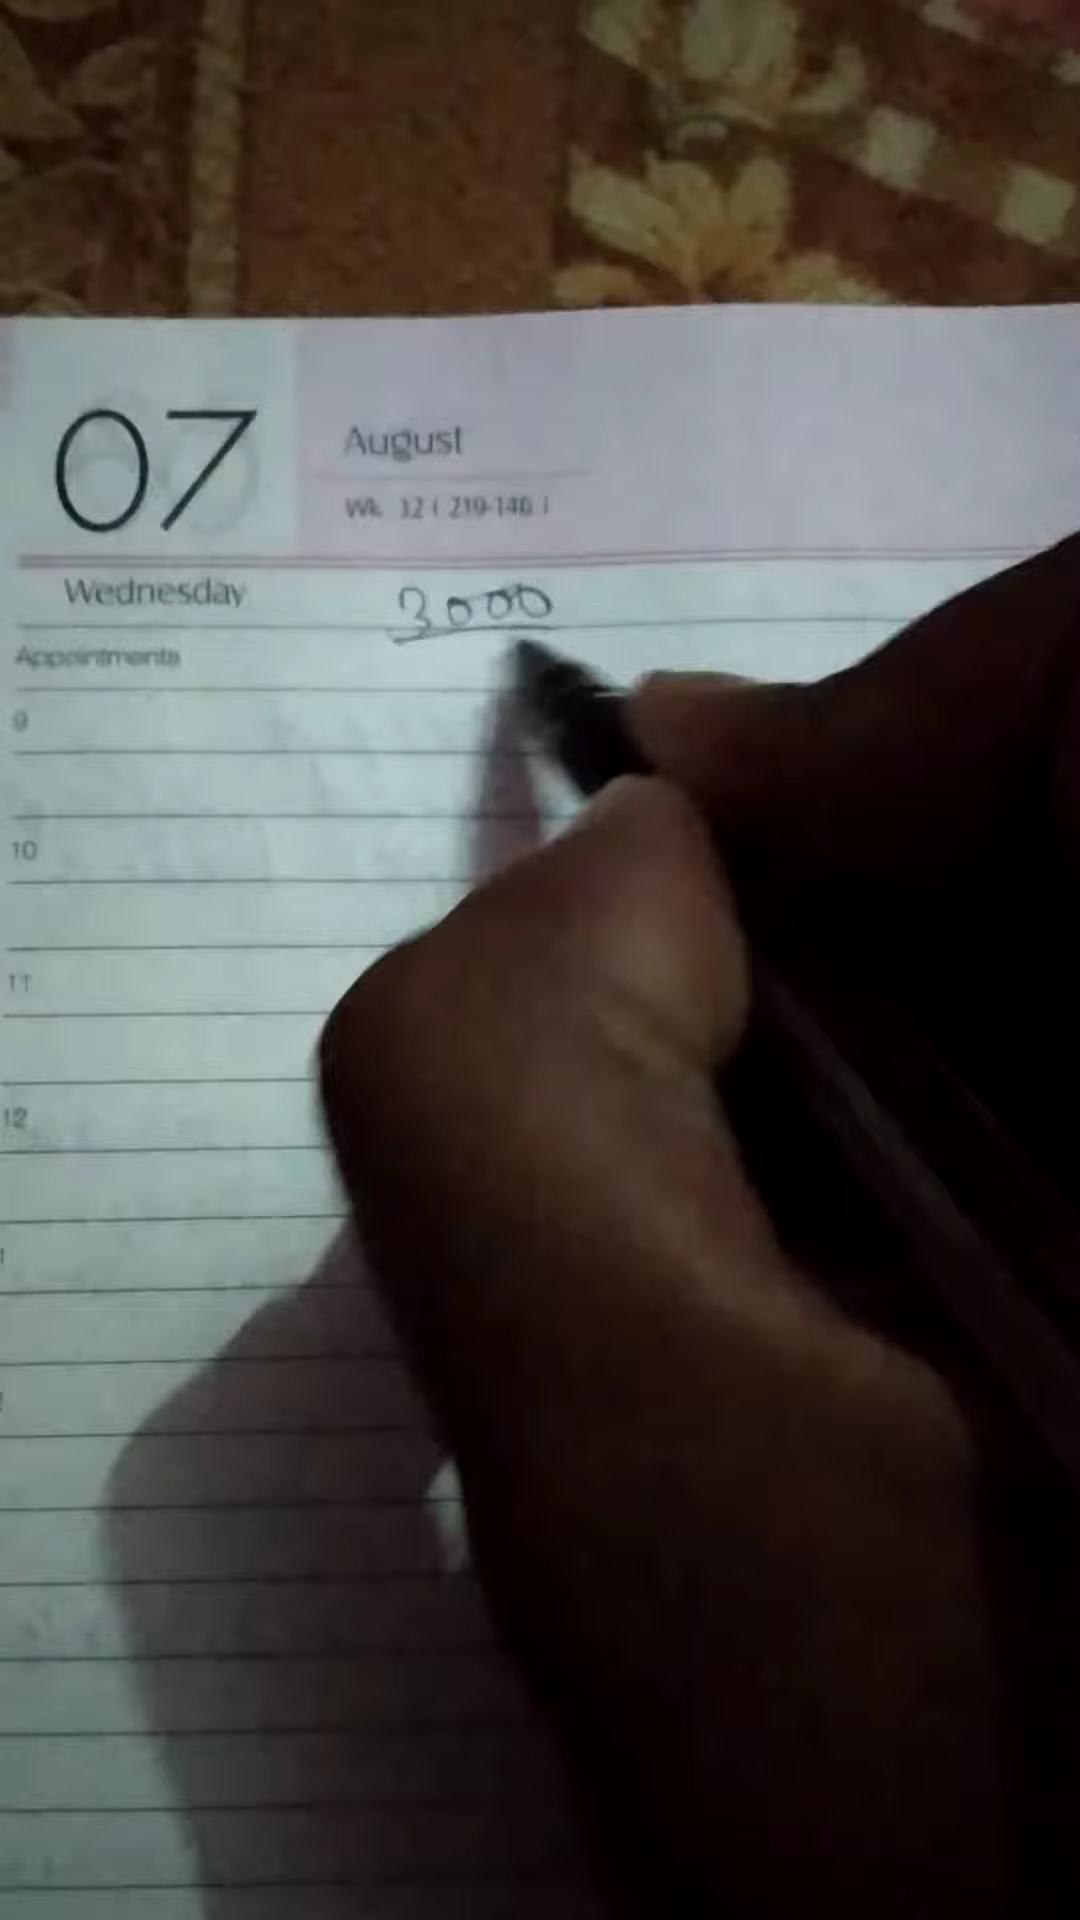 07
August
Wk 32 ( 219-146 )
Wednesday
3000
Appointments
9
10
11
12